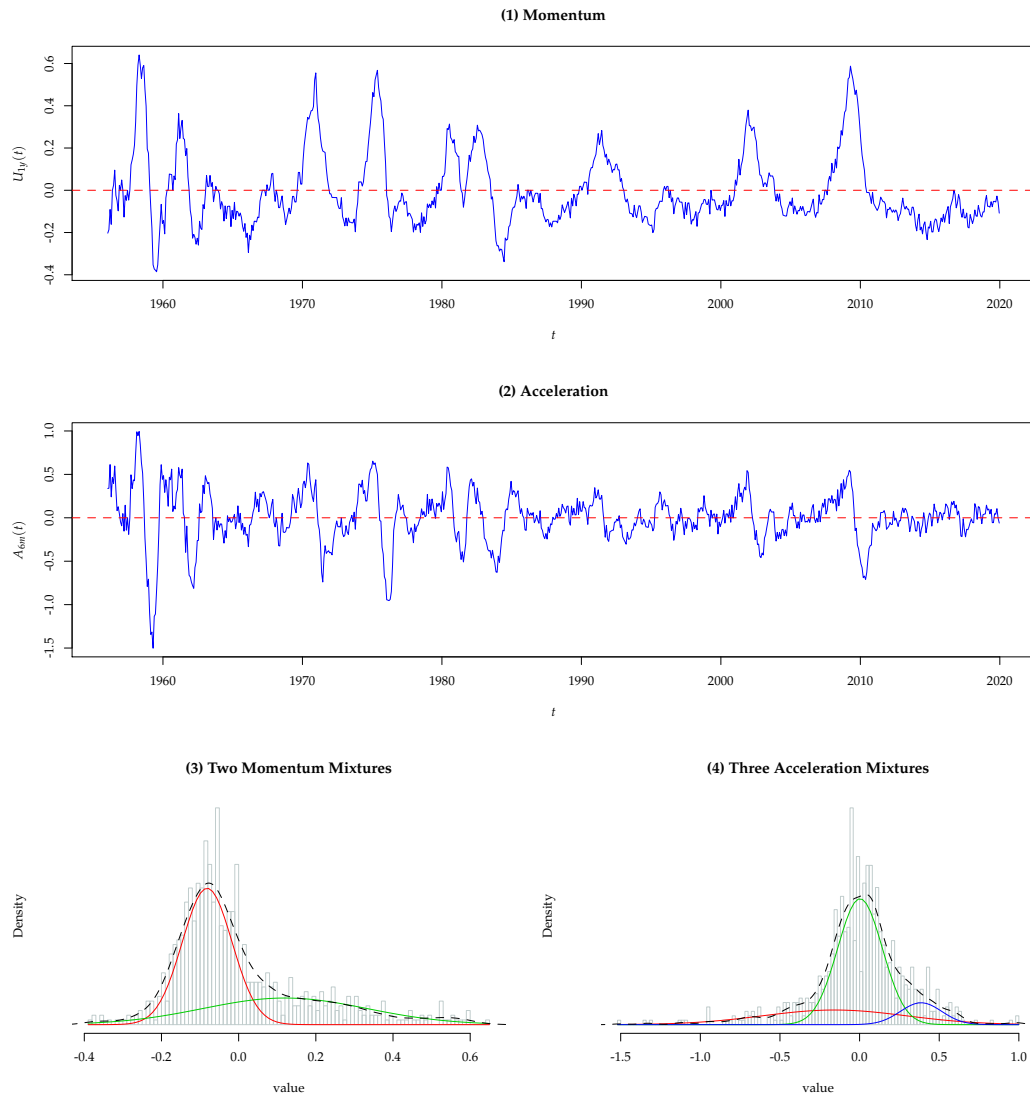 (1) Momentum
U1y(t)
0.6
0.4
0.2
0.0
-0.2
-0.4
1960 1970 1980 1990 2000 2010 2020
t
(2) Acceleration
A6m(t)
1.0
0.5
0.0
-0.5
-1.0
-1.5
1960 1970 1980 1990 2000 2010 2020
t
(3) Two Momentum Mixtures
Density
-0.4 -0.2 0.0 0.2 0.4 0.6
value
(4) Three Acceleration Mixtures
Density
-1.5 -1.0 -0.5 0.0 0.5 1.0
value